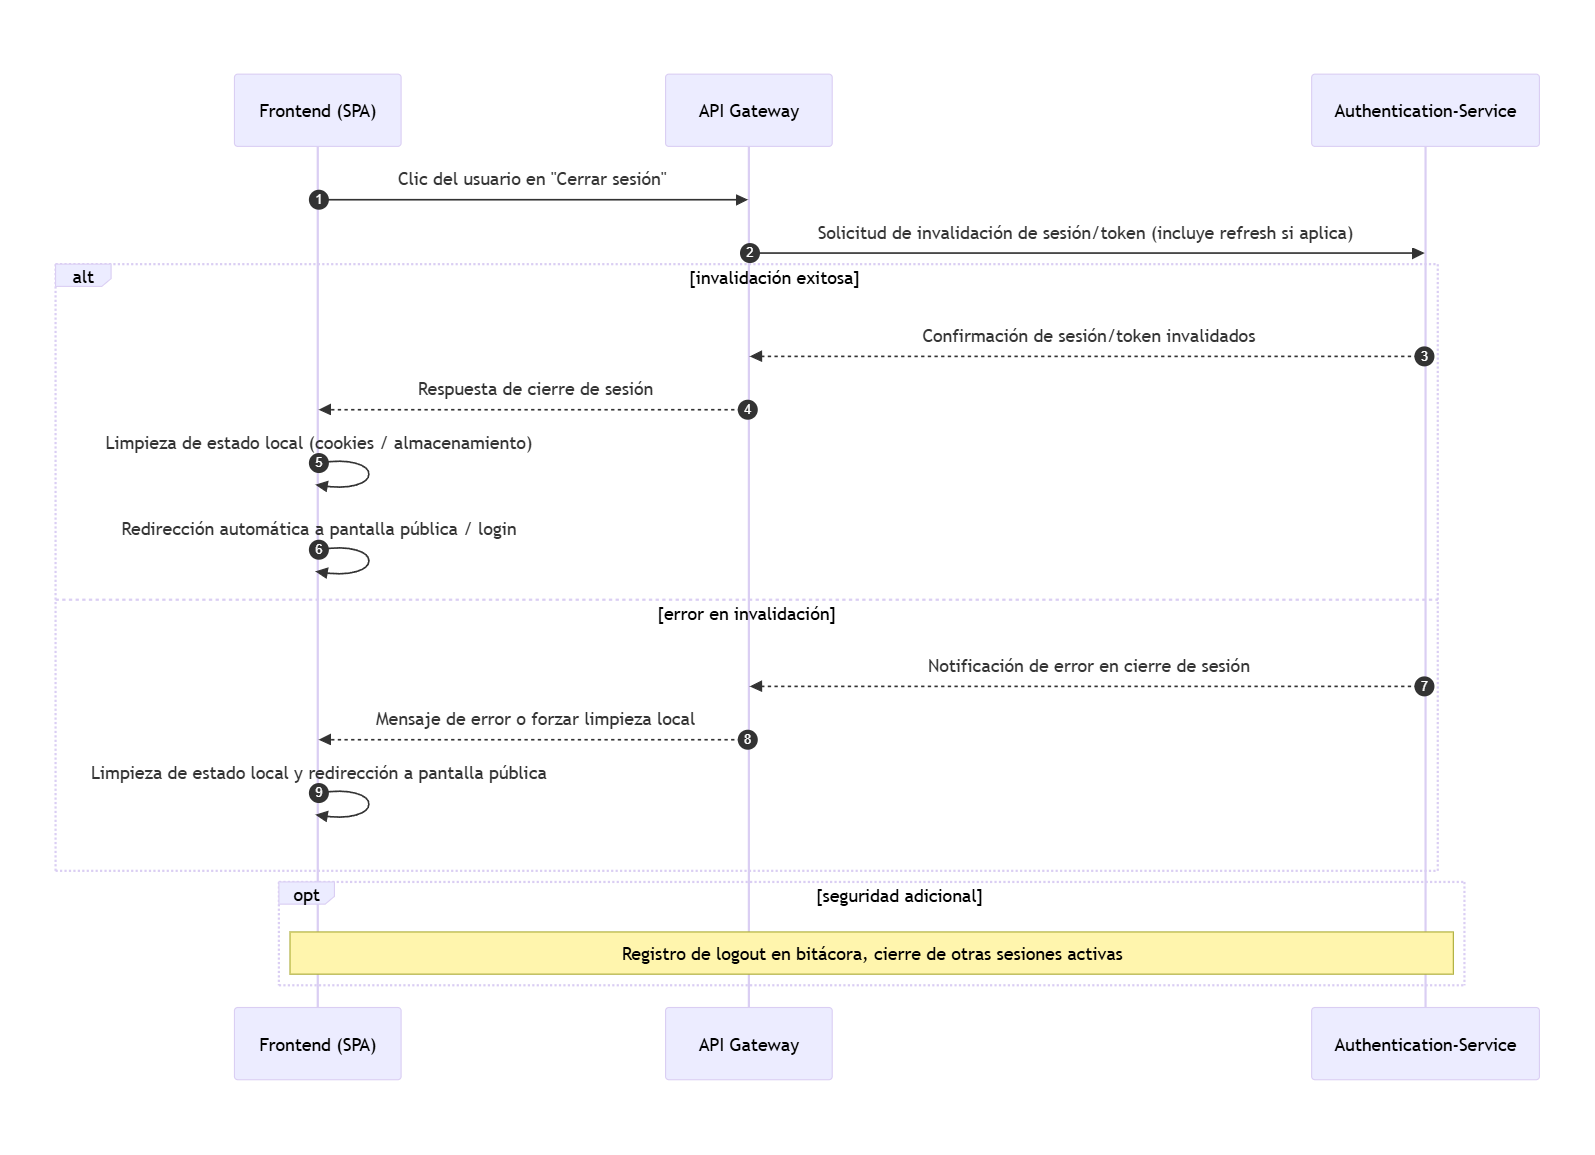 Frontend (SPA)
API Gateway
Authentication-Service
Clic del usuario en "Cerrar sesión"
1
Solicitud de invalidación de sesión/token (incluye refresh si aplica)
2
alt
[invalidación exitosa]
Confirmación de sesión/token invalidados
3
Respuesta de cierre de sesión
4
Limpieza de estado local (cookies / almacenamiento)
5
Redirección automática a pantalla pública / login
6
[error en invalidación]
Notificación de error en cierre de sesión
7
Mensaje de error o forzar limpieza local
8
Limpieza de estado local y redirección a pantalla pública
9
opt
[seguridad adicional]
Registro de logout en bitácora, cierre de otras sesiones activas
Frontend (SPA)
API Gateway
Authentication-Service